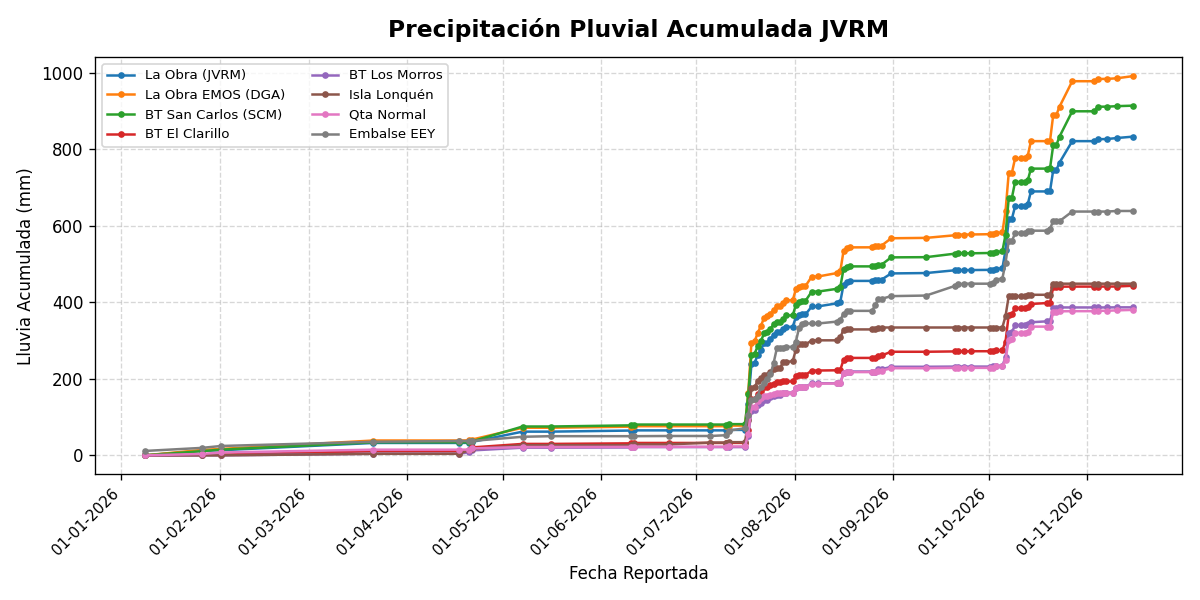 Precipitación Pluvial Acumulada JVRM
Lluvia Acumulada (mm)
1000
800
600
400
200
0
La Obra (JVRM)
La Obra EMOS (DGA)
BT San Carlos (SCM)
BT El Clarillo
BT Los Morros
Isla Lonquén
Qta Normal
Embalse EEY
01-01-2026
01-02-2026
01-03-2026
01-04-2026
01-05-2026
01-06-2026
01-07-2026
01-08-2026
01-09-2026
01-10-2026
01-11-2026
Fecha Reportada